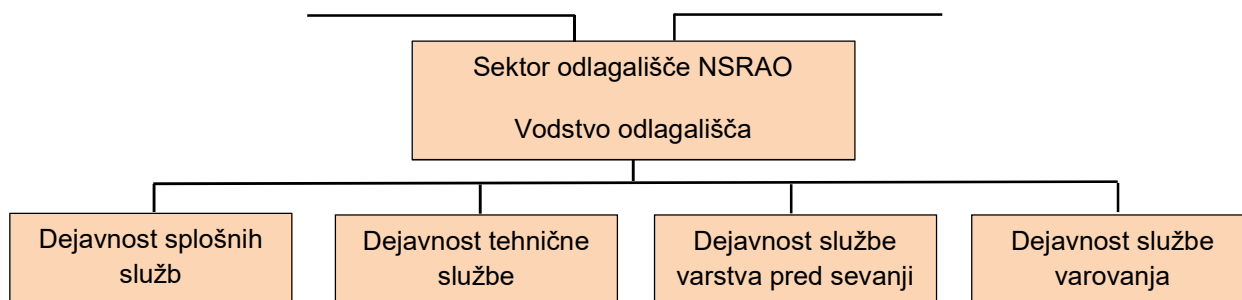 Sektor odlagališče NSRAO
Vodstvo odlagališča
Dejavnost splošnih
služb
Dejavnost tehnične
službe
Dejavnost službe
varstva pred sevanji
Dejavnost službe
varovanja